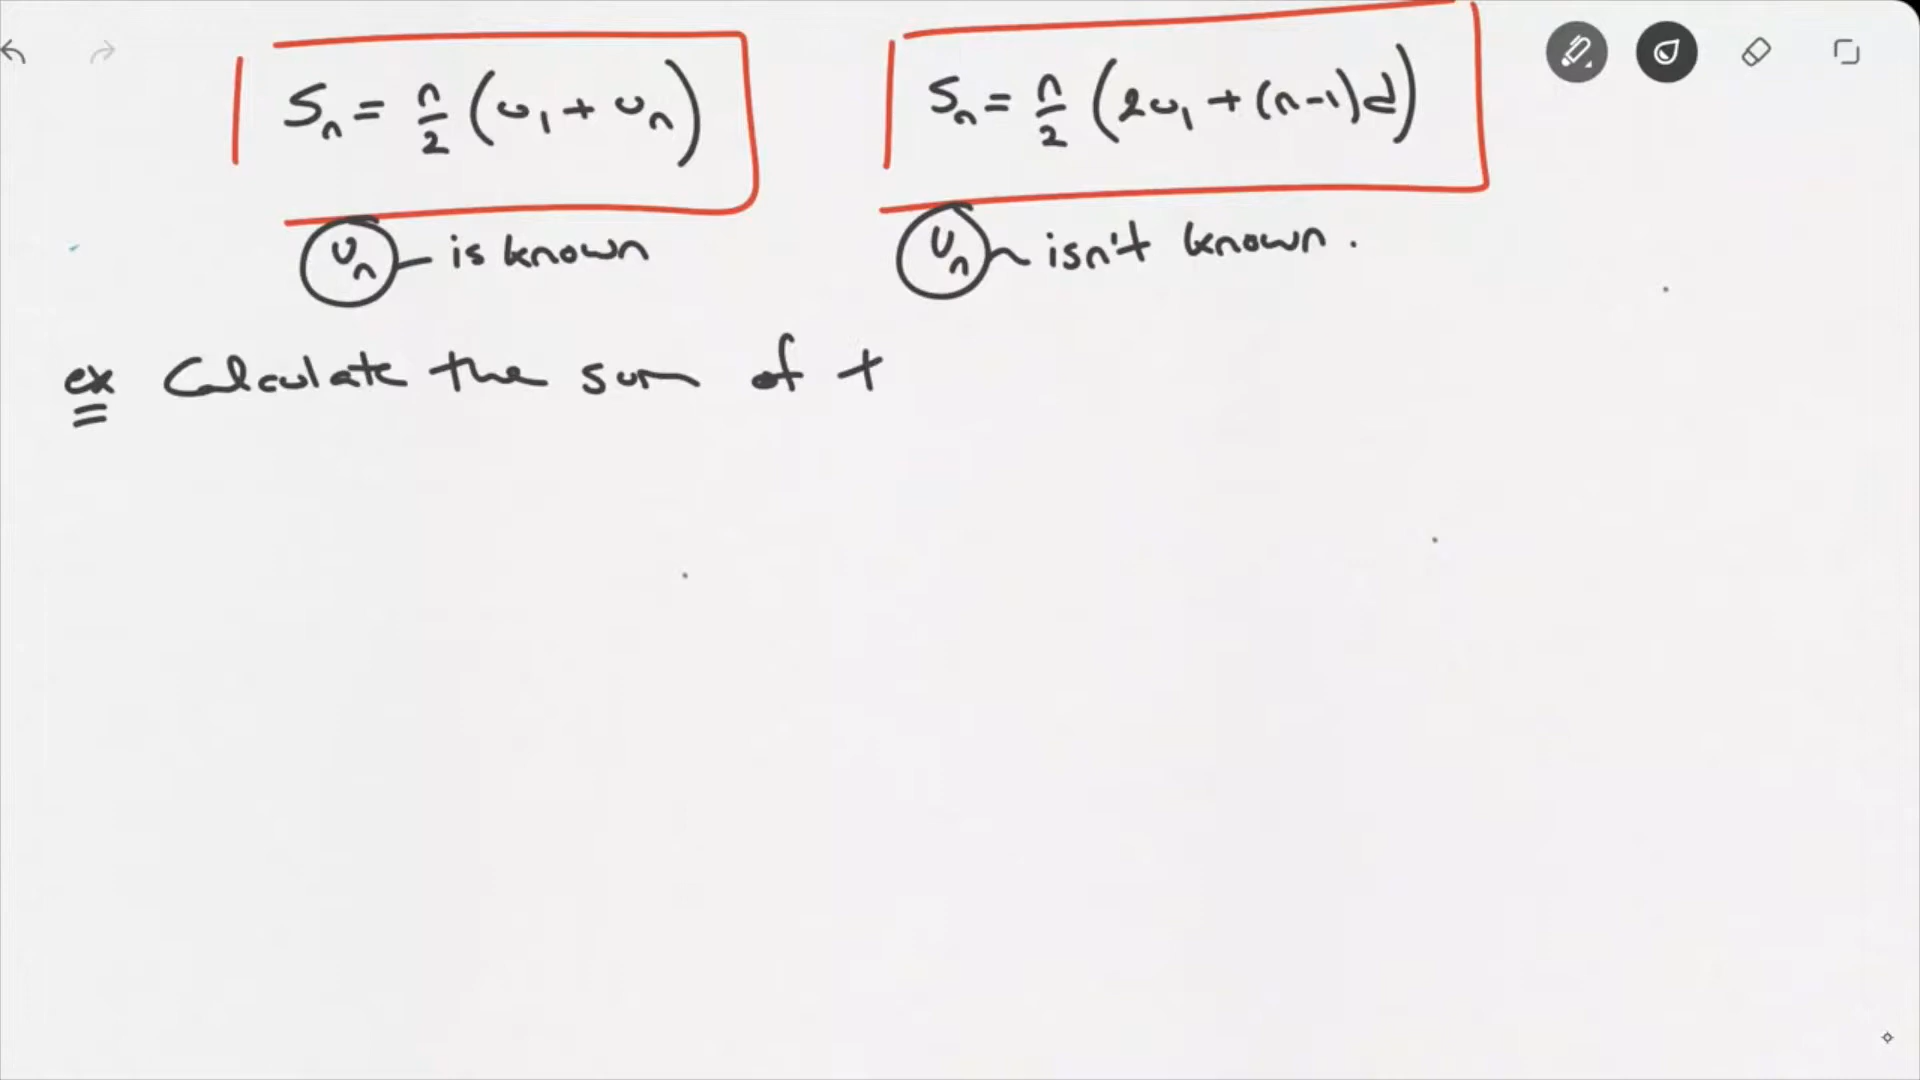 Sn = n/2 (u1 + un) Sn = n/2 (2u1 + (n-1)d)
Un is known Un isn't known.
ex Calculate the sum of t